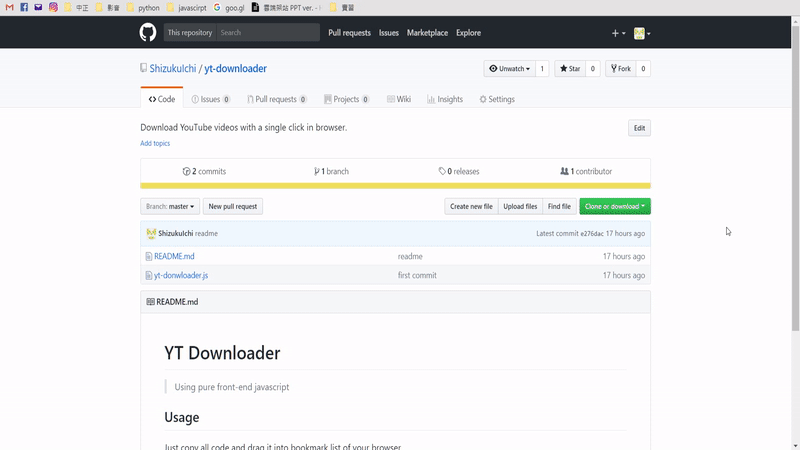 中正 影音 python javascirpt goo.gl 雲端架站 PPT ver. - 實習
This repository Search Pull requests Issues Marketplace Explore
ShizukuIchi / yt-downloader Unwatch 1 Star 0 Fork 0
Code Issues 0 Pull requests 0 Projects 0 Wiki Insights Settings
Download YouTube videos with a single click in browser. Edit
Add topics
2 commits 1 branch 0 releases 1 contributor
Branch: master New pull request Create new file Upload files Find file Clone or download
ShizukuIchi readme Latest commit e276dac 17 hours ago
README.md readme 17 hours ago
yt-donwloader.js first commit 17 hours ago
README.md
YT Downloader
Using pure front-end javascript
Usage
Just copy all code and drag it into bookmark list of your browser